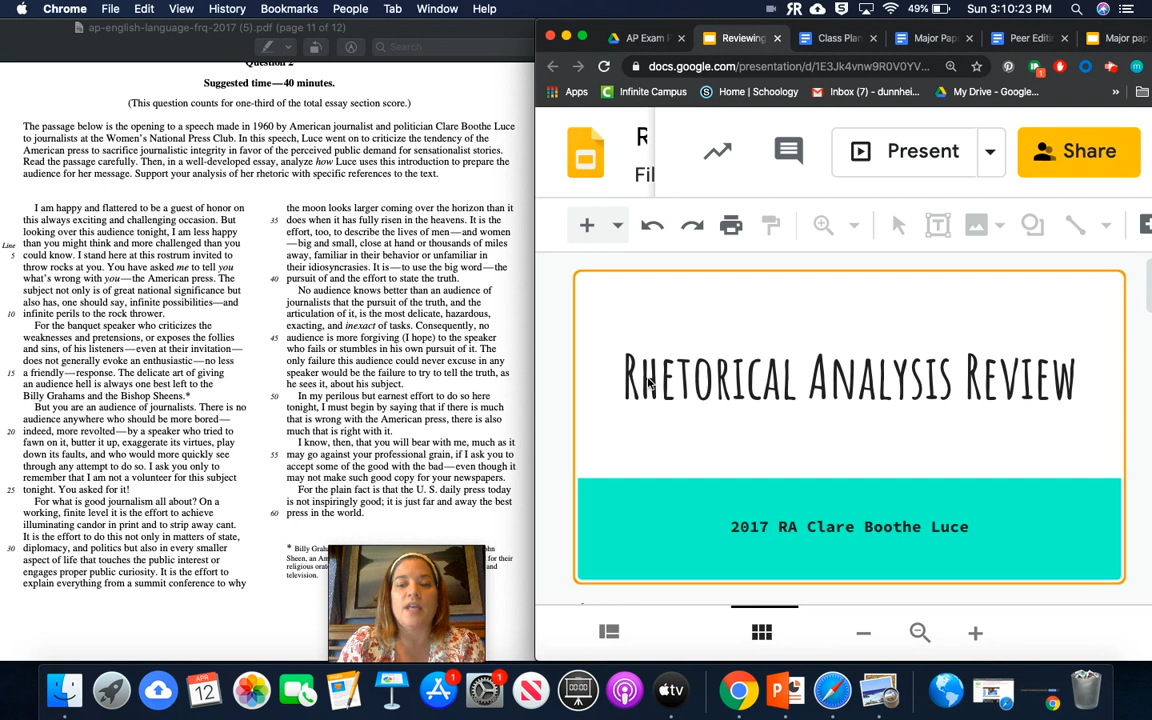 Chrome File Edit View History Bookmarks People Tab Window Help
49% Sun 3:10:23 PM
ap-english-language-frq-2017 (5).pdf (page 11 of 12)
Search
Question 2
Suggested time—40 minutes.
(This question counts for one-third of the total essay section score.)
The passage below is the opening to a speech made in 1960 by American journalist and politician Clare Boothe Luce
to journalists at the Women's National Press Club. In this speech, Luce went on to criticize the tendency of the
American press to sacrifice journalistic integrity in favor of the perceived public demand for sensationalist stories.
Read the passage carefully. Then, in a well-developed essay, analyze how Luce uses this introduction to prepare the
audience for her message. Support your analysis of her rhetoric with specific references to the text.
I am happy and flattered to be a guest of honor on
this always exciting and challenging occasion. But
looking over this audience tonight, I am less happy
Line than you might think and more challenged than you
5 could know. I stand here at this rostrum invited to
throw rocks at you. You have asked me to tell you
what's wrong with you—the American press. The
subject not only is of great national significance but
also has, one should say, infinite possibilities—and
10 infinite perils to the rock thrower.
For the banquet speaker who criticizes the
weaknesses and pretensions, or exposes the follies
and sins, of his listeners—even at their invitation—
does not generally evoke an enthusiastic—no less
15 a friendly—response. The delicate art of giving
an audience hell is always one best left to the
Billy Grahams and the Bishop Sheens.*
But you are an audience of journalists. There is no
audience anywhere who should be more bored—
20 indeed, more revolted—by a speaker who tried to
fawn on it, butter it up, exaggerate its virtues, play
down its faults, and who would more quickly see
through any attempt to do so. I ask you only to
remember that I am not a volunteer for this subject
25 tonight. You asked for it!
For what is good journalism all about? On a
working, finite level it is the effort to achieve
illuminating candor in print and to strip away cant.
It is the effort to do this not only in matters of state,
30 diplomacy, and politics but also in every smaller
aspect of life that touches the public interest or
engages proper public curiosity. It is the effort to
explain everything from a summit conference to why
the moon looks larger coming over the horizon than it
35 does when it has fully risen in the heavens. It is the
effort, too, to describe the lives of men—and women
—big and small, close at hand or thousands of miles
away, familiar in their behavior or unfamiliar in
their idiosyncrasies. It is—to use the big word—the
40 pursuit of and the effort to state the truth.
No audience knows better than an audience of
journalists that the pursuit of the truth, and the
articulation of it, is the most delicate, hazardous,
exacting, and inexact of tasks. Consequently, no
45 audience is more forgiving (I hope) to the speaker
who fails or stumbles in his own pursuit of it. The
only failure this audience could never excuse in any
speaker would be the failure to try to tell the truth, as
he sees it, about his subject.
50 In my perilous but earnest effort to do so here
tonight, I must begin by saying that if there is much
that is wrong with the American press, there is also
much that is right with it.
I know, then, that you will bear with me, much as it
55 may go against your professional grain, if I ask you to
accept some of the good with the bad—even though it
may not make such good copy for your newspapers.
For the plain fact is that the U. S. daily press today
is not inspiringly good; it is just far and away the best
60 press in the world.
* Billy
Sheen, an
religious
television.
for their
AP Exam
Reviewing
Class Plan
Major Pap
Peer Editi
Major pap
docs.google.com/presentation/d/1E3Jk4vnw9R0V0YV...
Apps Infinite Campus Home | Schoology Inbox (7) - dunnhei... My Drive - Google... »
Fil
Present
Share
Rhetorical Analysis Review
2017 RA Clare Boothe Luce
APR
12
1
1
00:00
tv